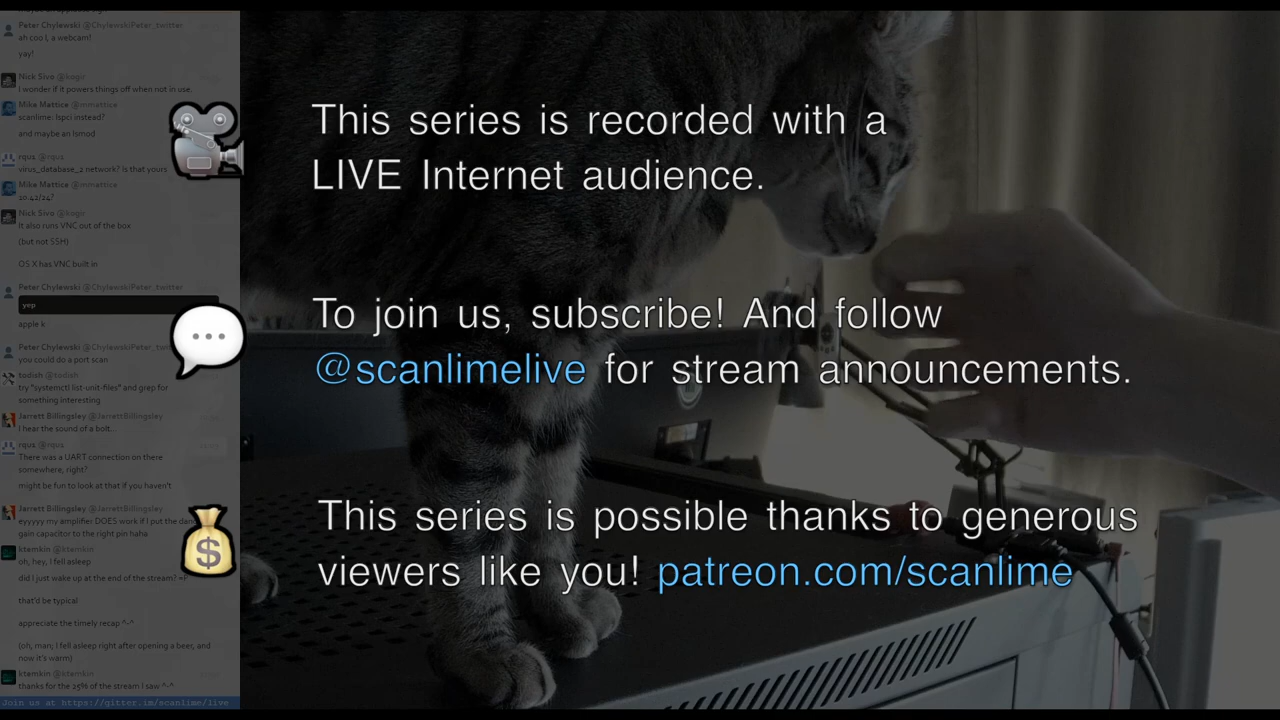 Peter Chylewski @ChylewskiPeter_twitter
ah coo l, a webcam!
yay!
Nick Sivo @kogir
I wonder if it powers things off when not in use.
Mike Mattice @mmattice
scanlime: lspci instead?
and maybe an lsmod
rqu1 @rqu1
virus_database_2 network? Is that yours
Mike Mattice @mmattice
10.42/24?
Nick Sivo @kogir
It also runs VNC out of the box
(but not SSH)
OS X has VNC built in
Peter Chylewski @ChylewskiPeter_twitter
yep
apple k
Peter Chylewski @ChylewskiPeter_twi
you could do a port scan
todish @todish
try "systemctl list-unit-files" and grep for
something interesting
Jarrett Billingsley @JarrettBillingsley
I hear the sound of a bolt..
rqu1 @rqu1
There was a UART connection on there
somewhere, right?
might be fun to look at that if you haven't
Jarrett Billingsley @JarrettBillingsley
eyyyyy my amplifier DOES work if I put the dan
gain capacitor to the right pin haha
ktemkin @ktemkin
oh, hey, I fell asleep
did I just wake up at the end of the stream? =P
that'd be typical
appreciate the timely recap ^~^
(oh, man; I fell asleep right after opening a beer, and
now it's warm)
ktemkin @ktemkin
thanks for the 25% of the stream I saw ^~^
Join us at https://gitter.im/scanlime/live
This series is recorded with a
LIVE Internet audience.
To join us, subscribe! And follow
@scanlimelive for stream announcements.
This series is possible thanks to generous
viewers like you! patreon.com/scanlime
$